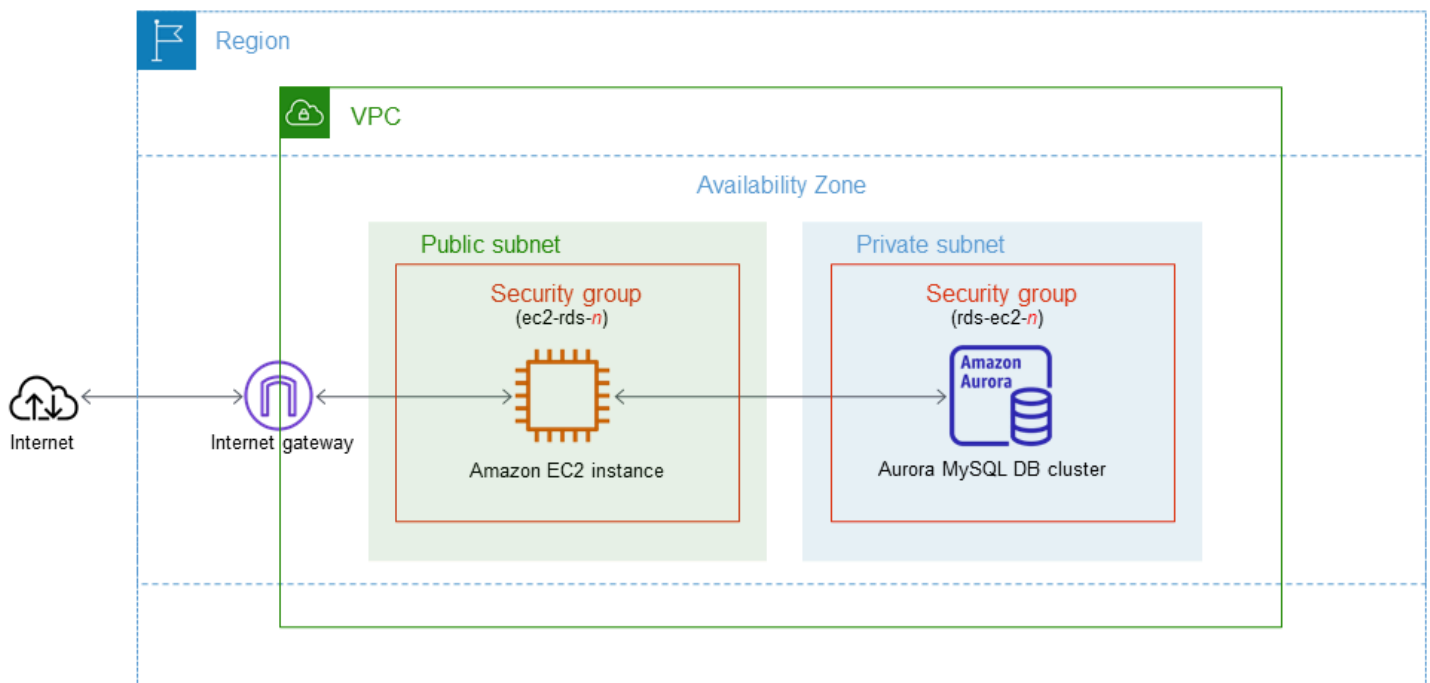 Region
VPC
Availability Zone
Public subnet
Private subnet
Security group
(ec2-rds-n)
Security group
(rds-ec2-n)
Amazon
Aurora
Internet
Internet gateway
Amazon EC2 instance
Aurora MySQL DB cluster